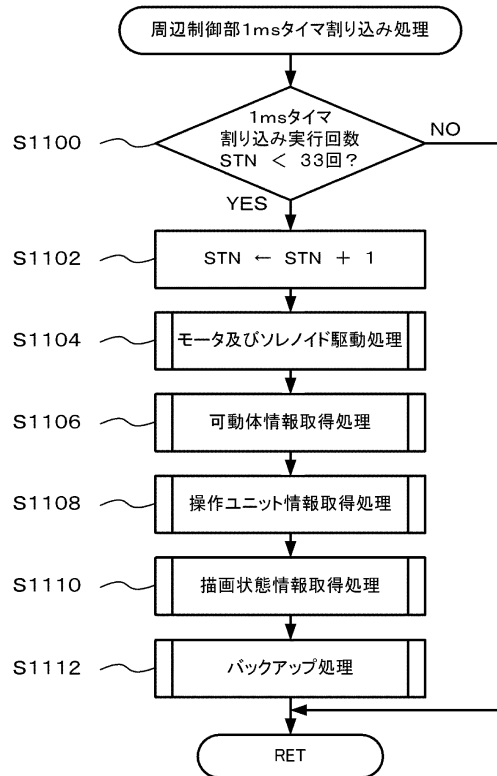 周辺制御部1msタイマ割り込み処理
S1100
1msタイマ
割り込み実行回数
STN < 33回?
NO
YES
S1102
STN ← STN + 1
S1104
モータ及びソレノイド駆動処理
S1106
可動体情報取得処理
S1108
操作ユニット情報取得処理
S1110
描画状態情報取得処理
S1112
バックアップ処理
RET